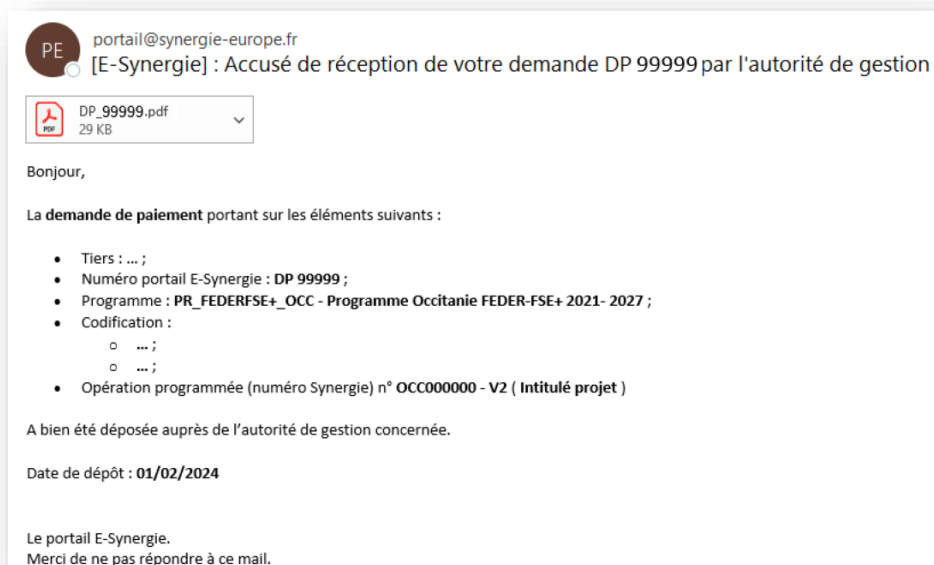 PE
portail@synergie-europe.fr
[E-Synergie] : Accusé de réception de votre demande DP 99999 par l'autorité de gestion
PDF
DP_99999.pdf
29 KB
Bonjour,
La demande de paiement portant sur les éléments suivants :
• Tiers : ... ;
• Numéro portail E-Synergie : DP 99999 ;
• Programme : PR_FEDERFSE+_OCC - Programme Occitanie FEDER-FSE+ 2021- 2027 ;
• Codification :
o ... ;
o ... ;
• Opération programmée (numéro Synergie) n° OCC000000 - V2 ( Intitulé projet )
A bien été déposée auprès de l'autorité de gestion concernée.
Date de dépôt : 01/02/2024
Le portail E-Synergie.
Merci de ne pas répondre à ce mail.